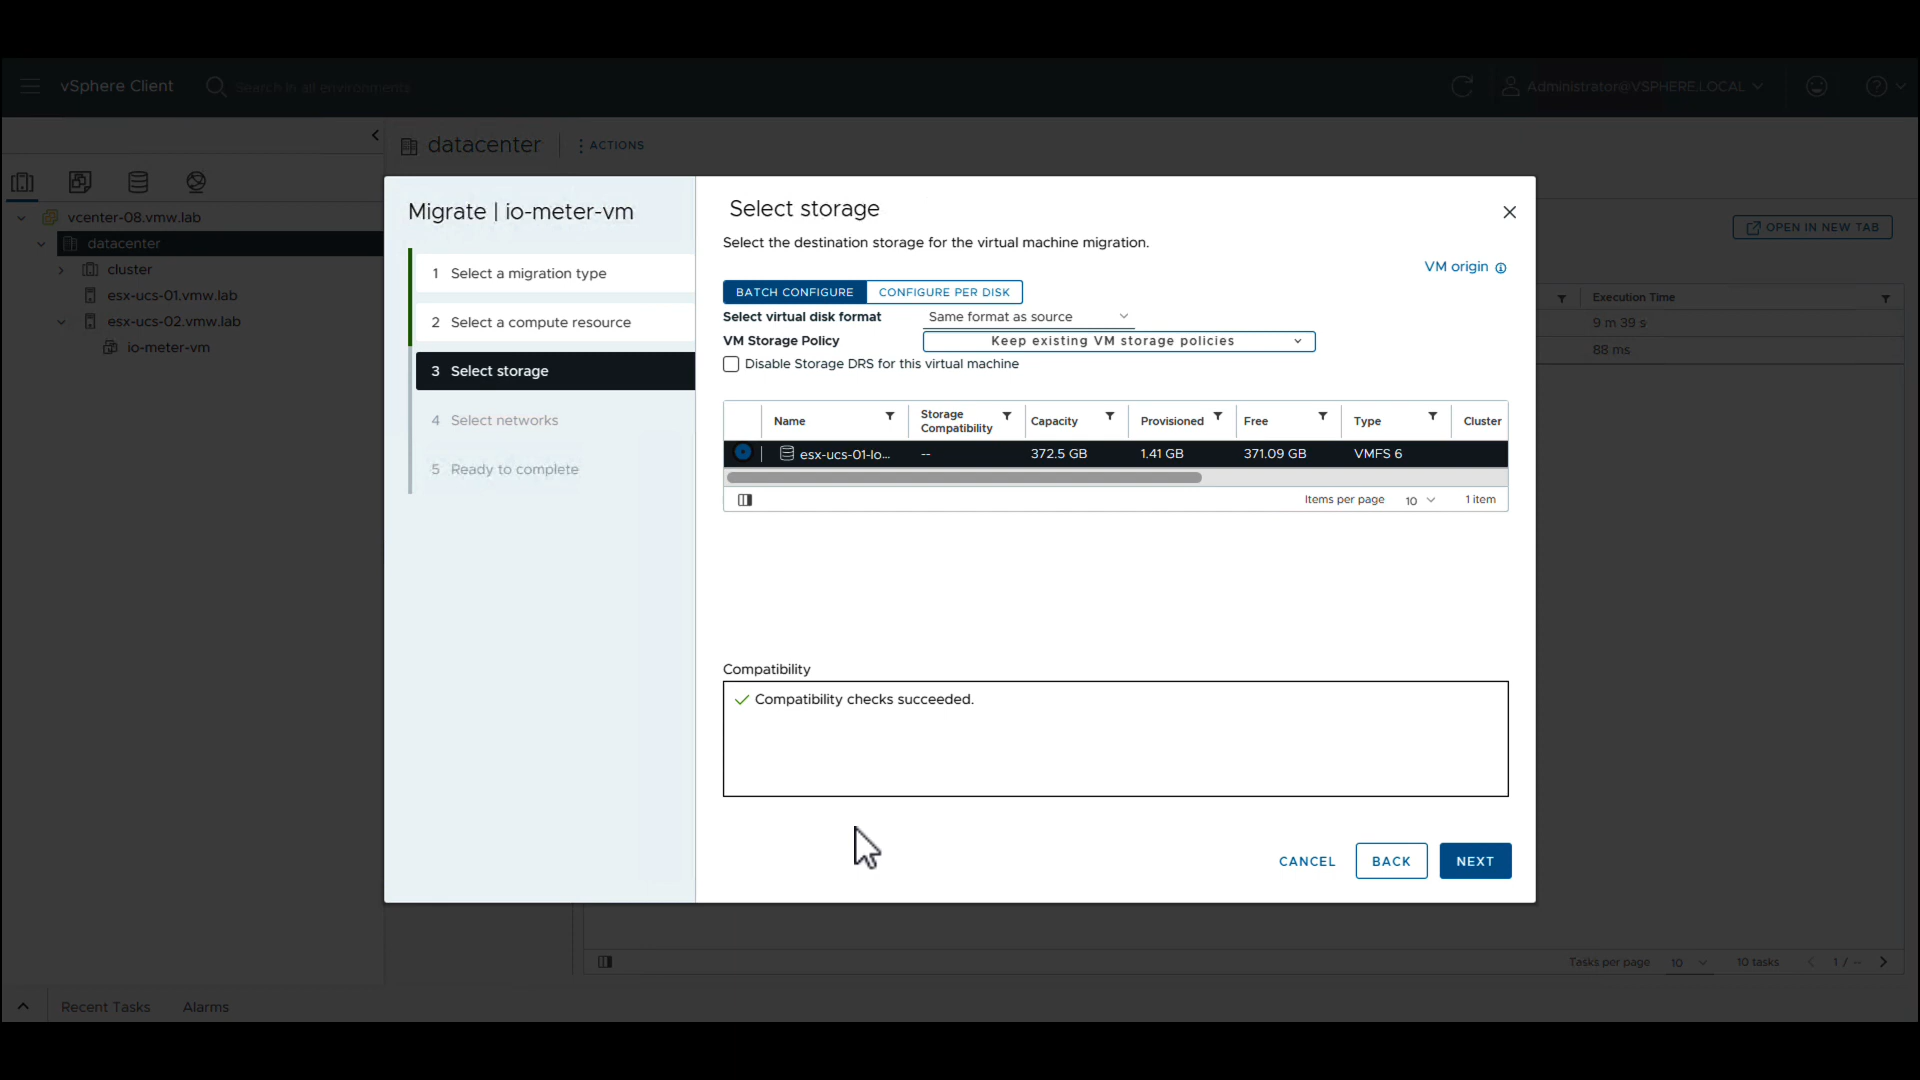 vSphere Client
Search in all environments
Administrator@VSPHERE.LOCAL
datacenter
ACTIONS
vcenter-08.vmw.lab
datacenter
cluster
esx-ucs-01.vmw.lab
esx-ucs-02.vmw.lab
io-meter-vm
OPEN IN NEW TAB
Execution Time
9 m 39 s
88 ms
Migrate | io-meter-vm
1 Select a migration type
2 Select a compute resource
3 Select storage
4 Select networks
5 Ready to complete
Select storage
Select the destination storage for the virtual machine migration.
VM origin
BATCH CONFIGURE CONFIGURE PER DISK
Select virtual disk format Same format as source
VM Storage Policy Keep existing VM storage policies
Disable Storage DRS for this virtual machine
Name Storage Compatibility Capacity Provisioned Free Type Cluster
esx-ucs-01-lo... -- 372.5 GB 1.41 GB 371.09 GB VMFS 6
Items per page 10 1 item
Compatibility
Compatibility checks succeeded.
CANCEL BACK NEXT
Tasks per page 10 10 tasks 1 / --
Recent Tasks Alarms